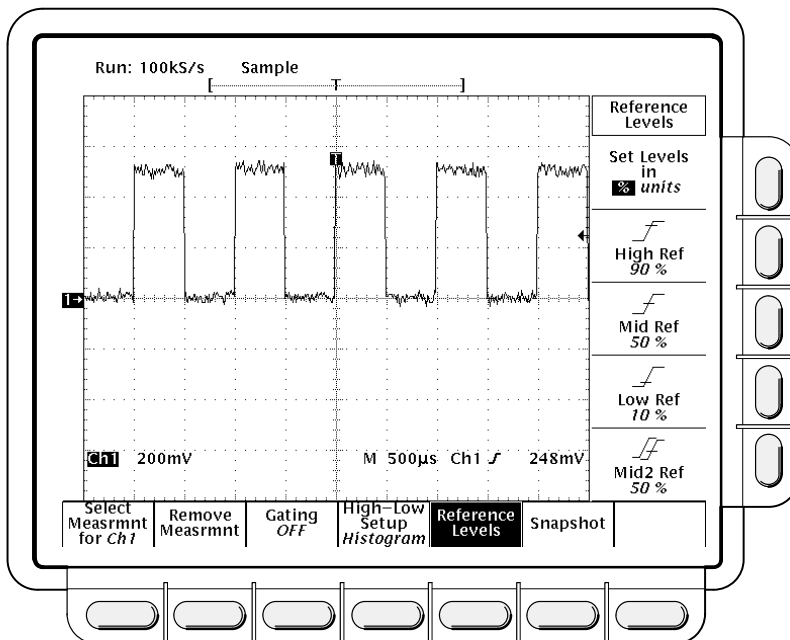 Run: 100kS/s Sample
[ T ]
Reference
Levels
Set Levels
in
% units
High Ref
90 %
Mid Ref
50 %
Low Ref
10 %
Mid2 Ref
50 %
T
1→
Ch1 200mV M 500µs Ch1 248mV
Select
Measrmnt
for Ch1
Remove
Measrmnt
Gating
OFF
High–Low
Setup
Histogram
Reference
Levels
Snapshot